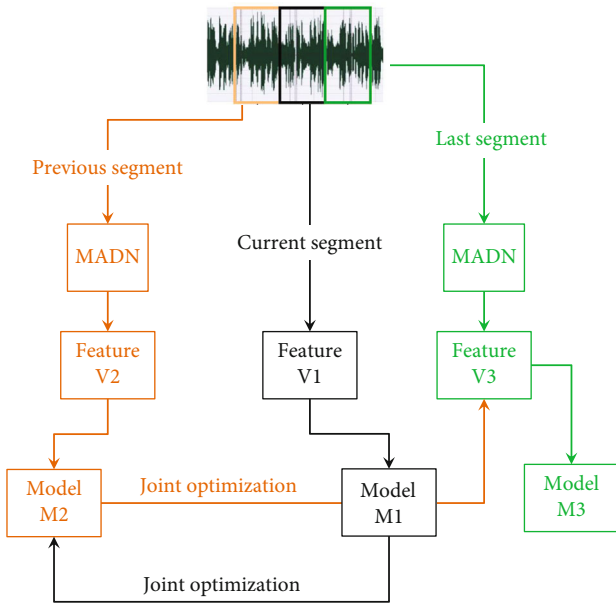 Last segment
Previous segment
Current segment
MADN
MADN
Feature
V2
Feature
V1
Feature
V3
Model
M2
Joint optimization
Model
M1
Model
M3
Joint optimization